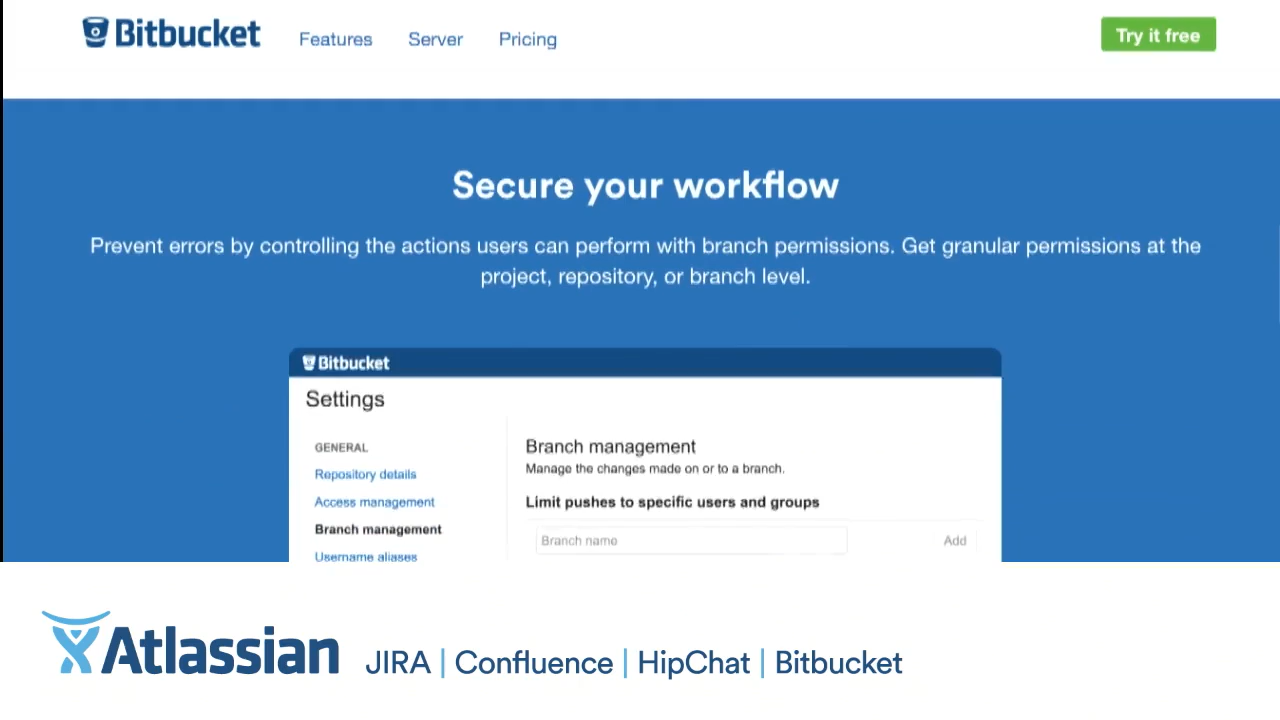 Bitbucket Features Server Pricing Try it free
Secure your workflow
Prevent errors by controlling the actions users can perform with branch permissions. Get granular permissions at the
project, repository, or branch level.
Bitbucket
Settings
GENERAL
Repository details
Access management
Branch management
Username aliases
Branch management
Manage the changes made on or to a branch.
Limit pushes to specific users and groups
Branch name Add
Atlassian JIRA | Confluence | HipChat | Bitbucket